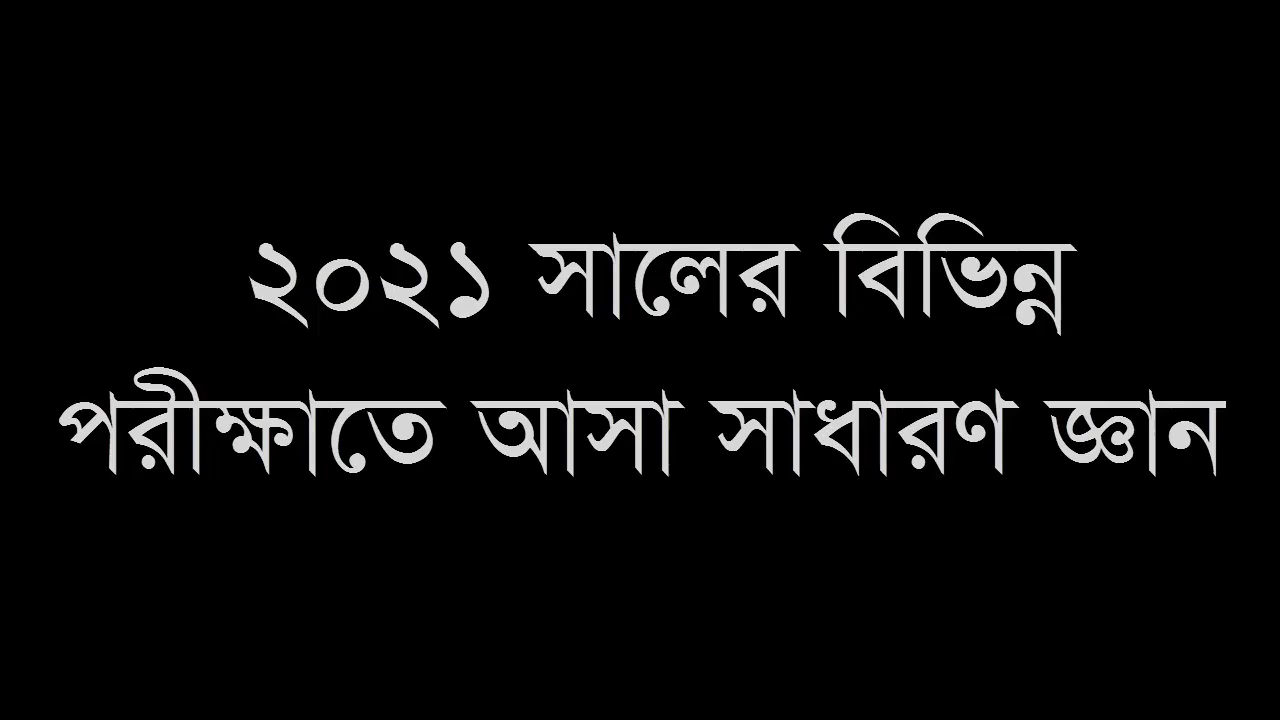 ২০২১ সালের বিভিন্ন
পরীক্ষাতে আসা সাধারণ জ্ঞান